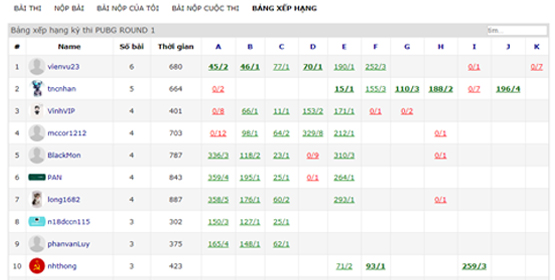 BÀI THI NỘP BÀI BÀI NỘP CỦA TÔI BÀI NỘP CUỘC THI BẢNG XẾP HẠNG
Bảng xếp hạng kỳ thi PUBG ROUND 1
# Name Số bài Thời gian A B C D E F G H I J K
1 vienvu23 6 680 45/2 46/1 77/1 70/1 190/1 252/3 0/1 0/7
2 tncnhan 5 664 0/2 15/1 155/3 110/3 188/2 0/7 196/4
3 VinhVIP 4 401 0/8 66/1 11/1 153/2 171/1 0/1 0/2
4 mccor1212 4 703 0/12 98/1 64/2 329/8 212/1 0/1
5 BlackMon 4 787 336/3 118/2 23/1 0/9 310/3 0/1
6 PAN 4 843 359/4 195/1 25/1 0/1 264/1
7 long1682 4 887 358/5 176/1 60/2 293/1 0/1
8 n18dccn115 3 302 150/3 127/1 25/1
9 phanvanLuy 3 375 165/4 148/1 62/1
10 nhthong 3 423 71/2 93/1 259/3